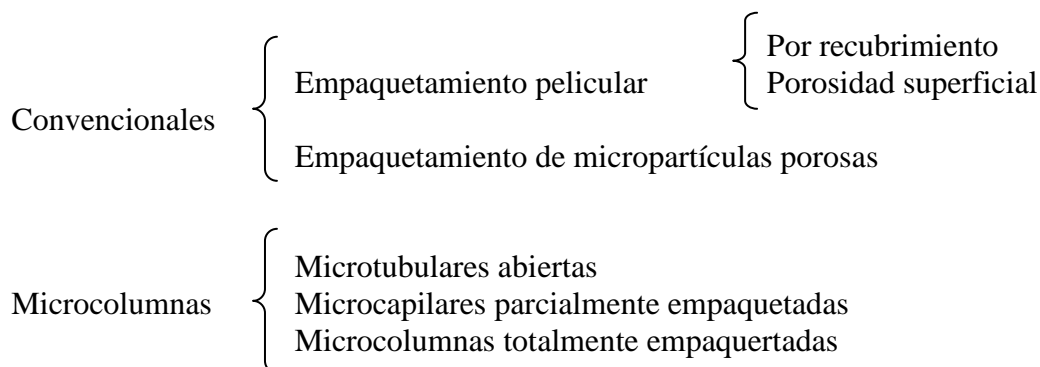 Por recubrimiento
Empaquetamiento pelicular
Porosidad superficial
Convencionales
Empaquetamiento de micropartículas porosas
Microtubulares abiertas
Microcolumnas
Microcapilares parcialmente empaquetadas
Microcolumnas totalmente empaquertadas